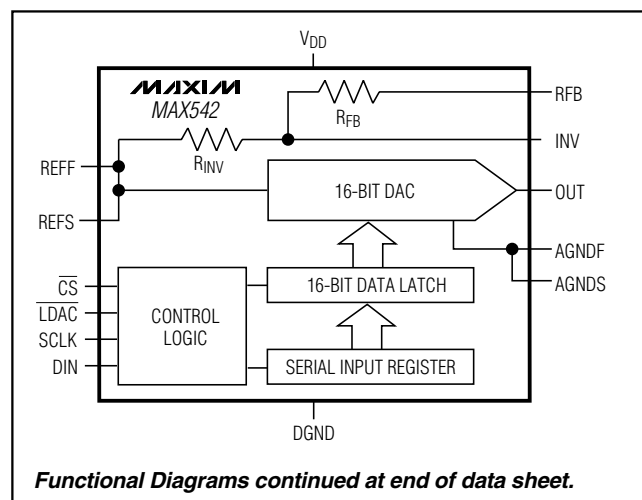 VDD
MAXIM
MAX542
RFB
RFB
INV
RINV
REFF
16-BIT DAC
OUT
REFS
AGNDF
AGNDS
CS
16-BIT DATA LATCH
LDAC
CONTROL
LOGIC
SCLK
DIN
SERIAL INPUT REGISTER
DGND
Functional Diagrams continued at end of data sheet.